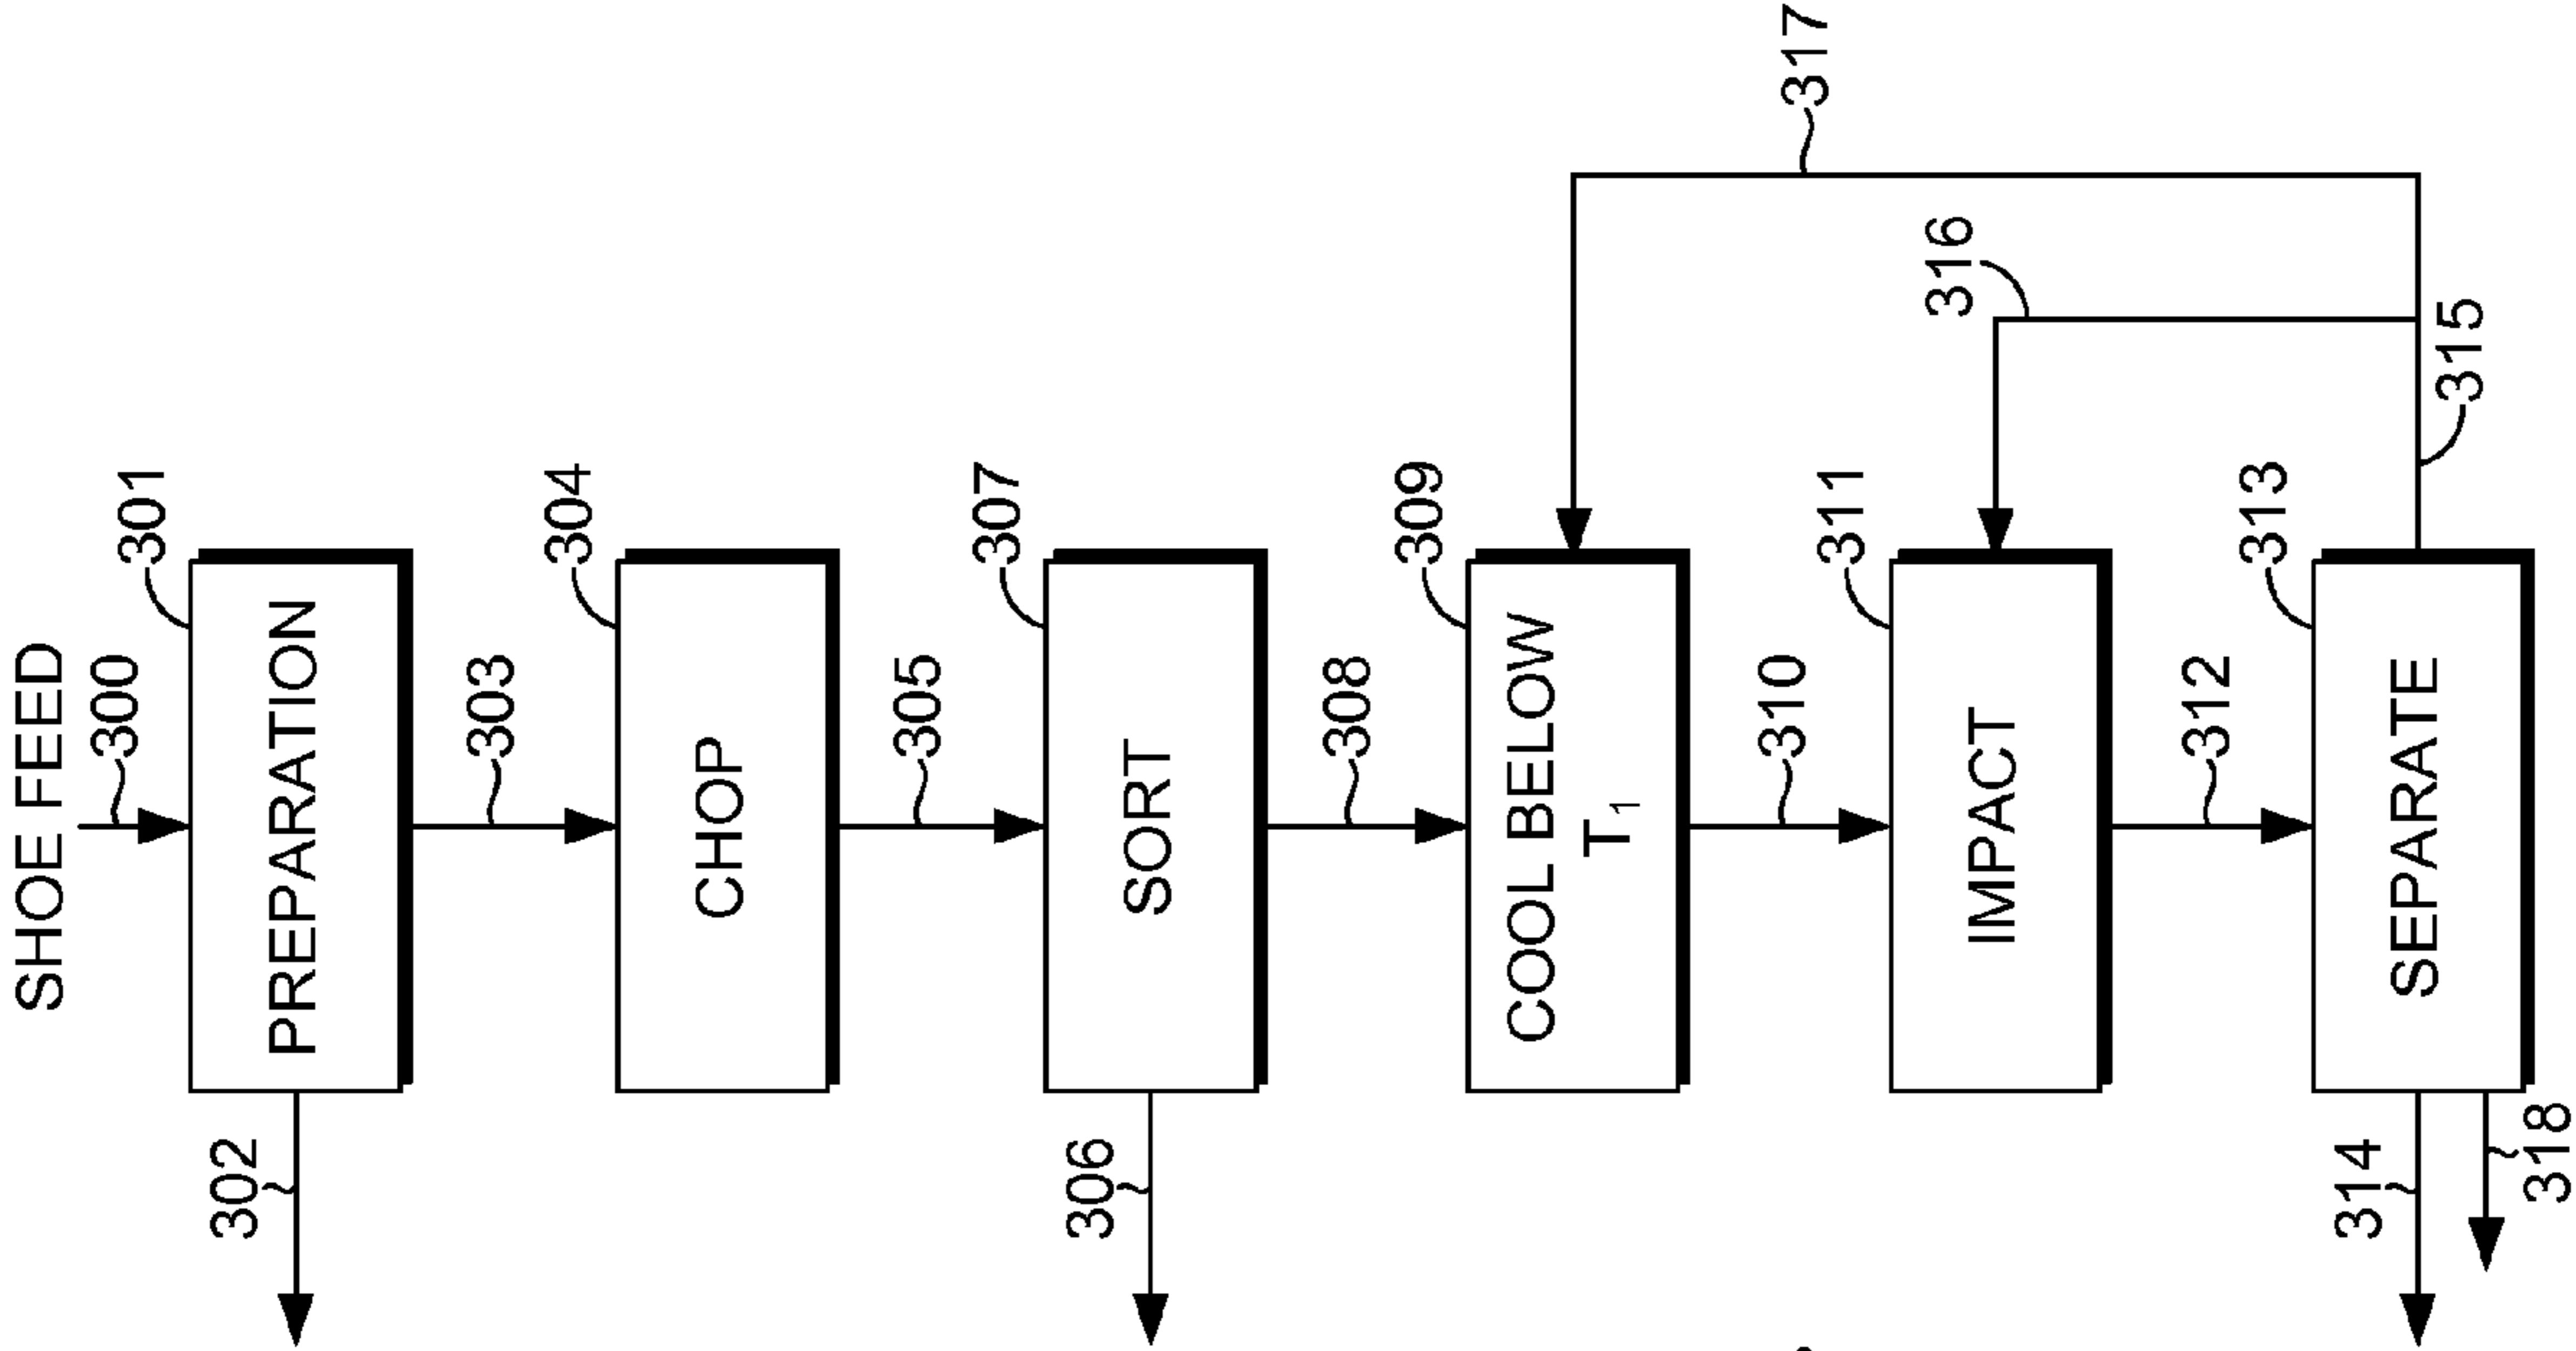 SHOE FEED
300
301
PREPARATION
302
303
304
CHOP
305
307
SORT
306
308
309
COOL BELOW
T₁
317
310
311
IMPACT
316
312
313
SEPARATE
315
314
318